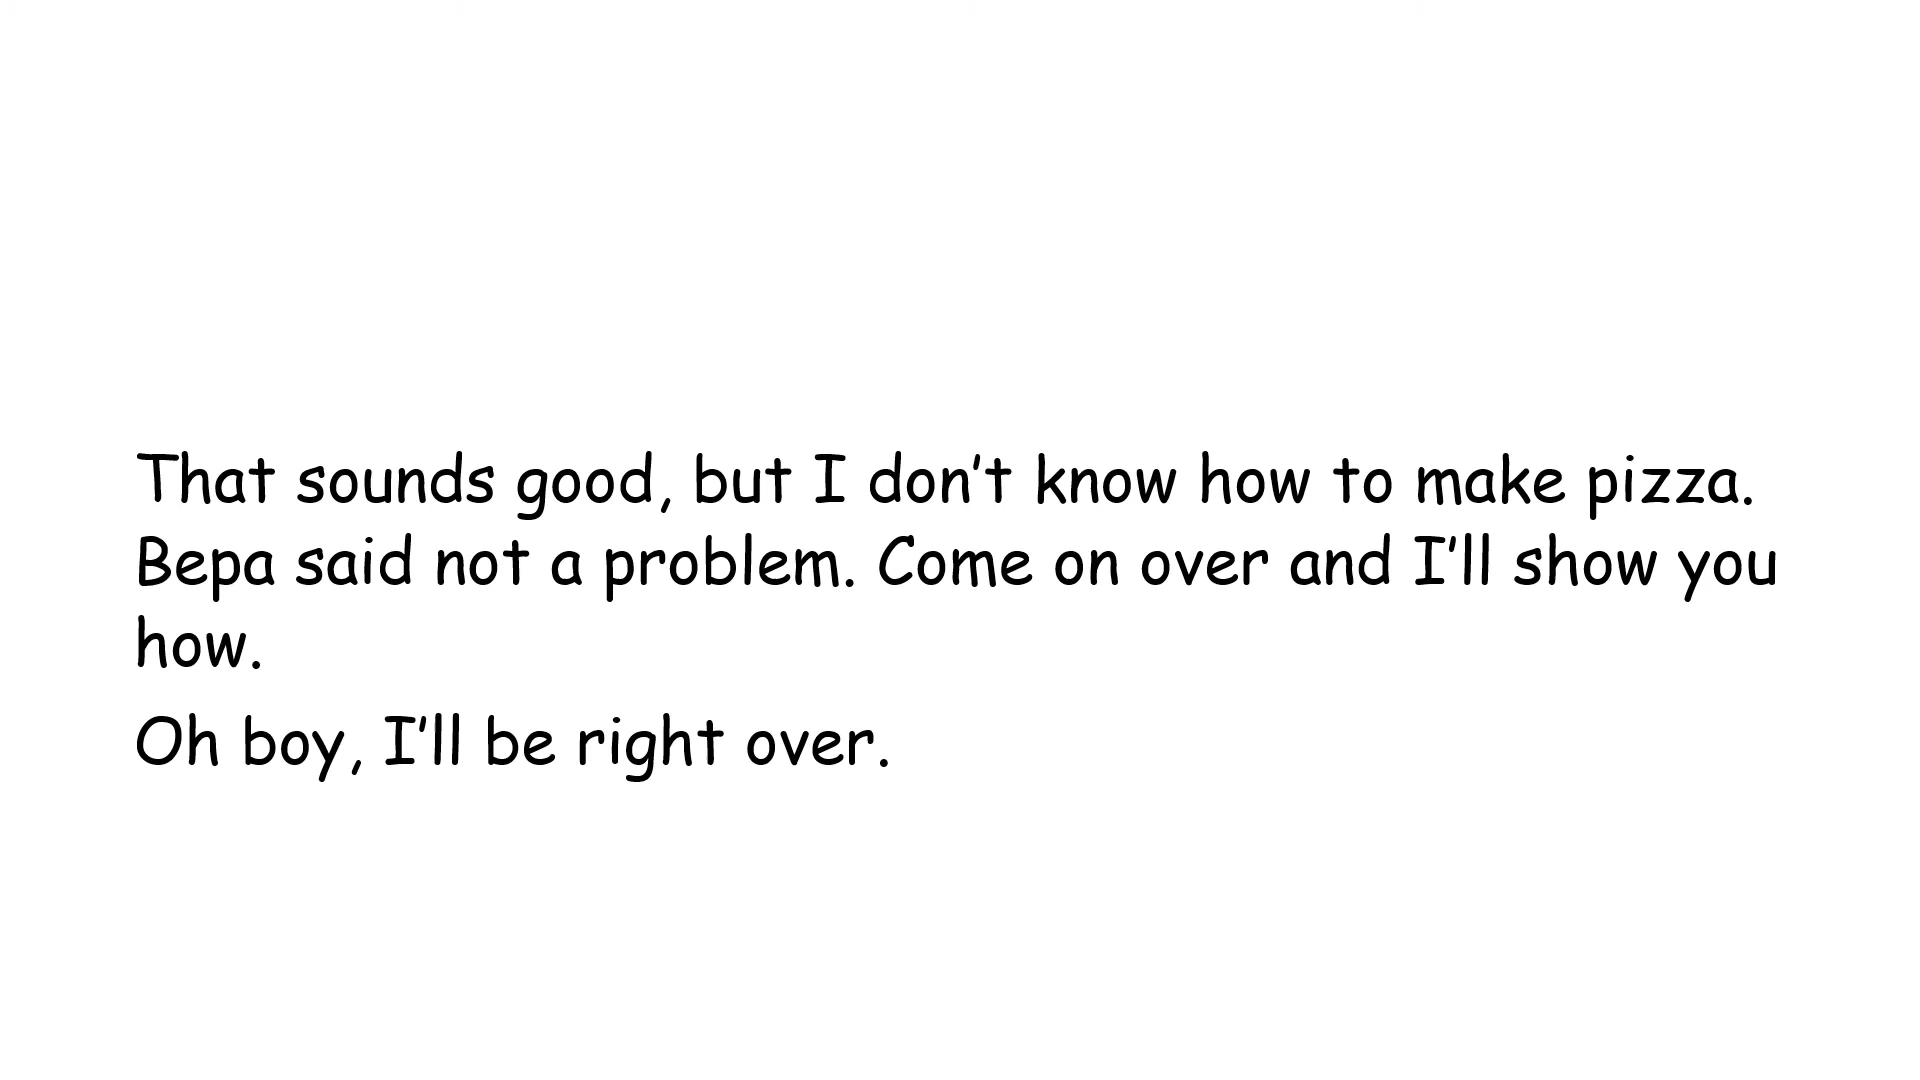 That sounds good, but I don’t know how to make pizza.
Bepa said not a problem. Come on over and I’ll show you
how.
Oh boy, I’ll be right over.